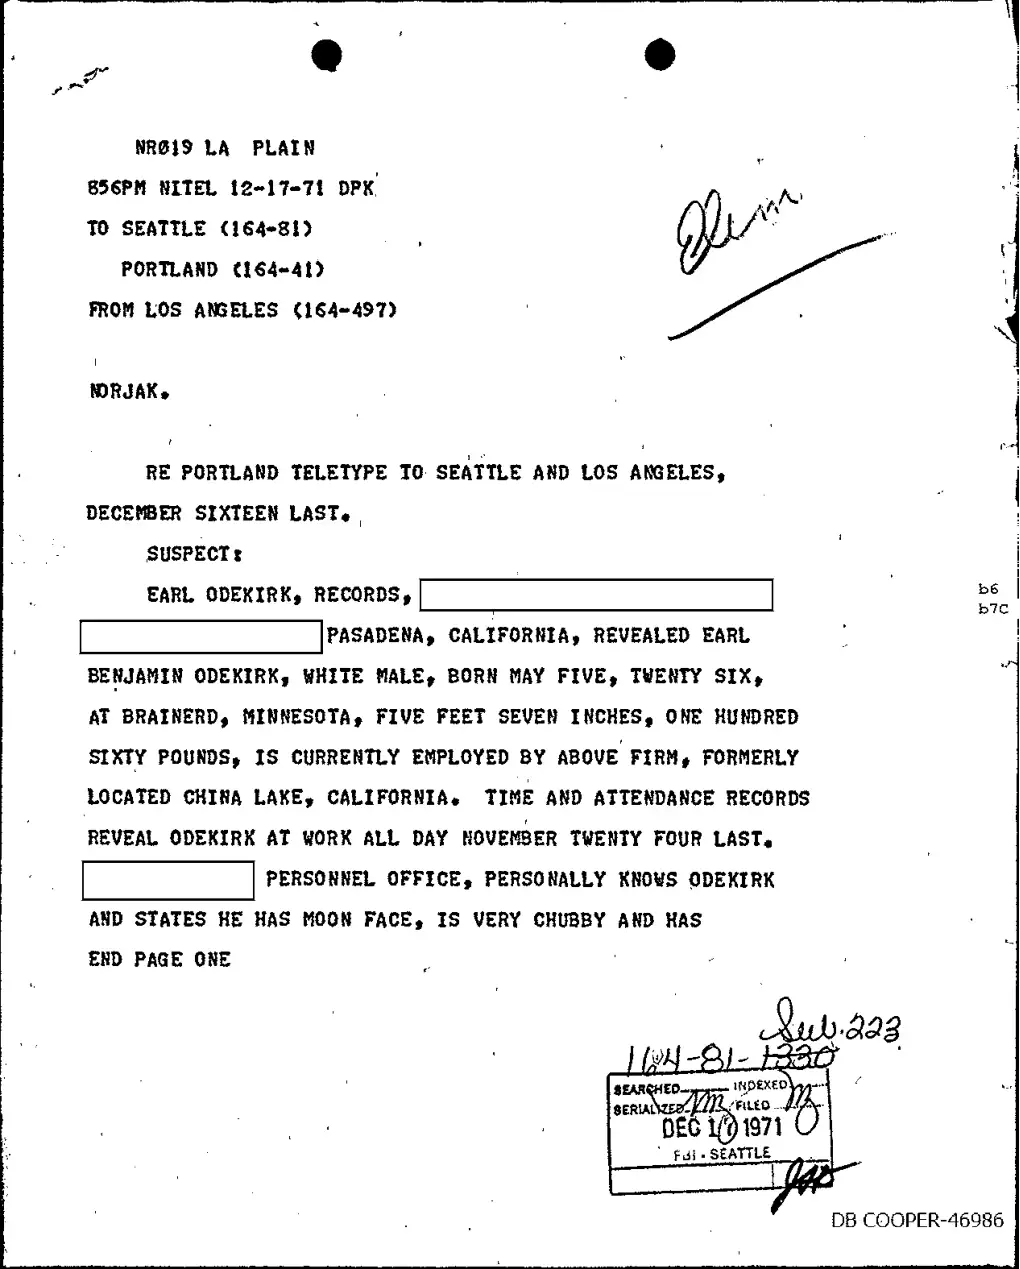 NR019 LA PLAIN
856PM NITEL 12-17-71 DPK
TO SEATTLE (164-81)
PORTLAND (164-41)
FROM LOS ANGELES (164-497)
Elim.
NORJAK.
RE PORTLAND TELETYPE TO SEATTLE AND LOS ANGELES,
DECEMBER SIXTEEN LAST.
SUSPECT:
EARL ODEKIRK, RECORDS,
b6
b7C
PASADENA, CALIFORNIA, REVEALED EARL
BENJAMIN ODEKIRK, WHITE MALE, BORN MAY FIVE, TWENTY SIX,
AT BRAINERD, MINNESOTA, FIVE FEET SEVEN INCHES, ONE HUNDRED
SIXTY POUNDS, IS CURRENTLY EMPLOYED BY ABOVE FIRM, FORMERLY
LOCATED CHINA LAKE, CALIFORNIA. TIME AND ATTENDANCE RECORDS
REVEAL ODEKIRK AT WORK ALL DAY NOVEMBER TWENTY FOUR LAST.
PERSONNEL OFFICE, PERSONALLY KNOWS ODEKIRK
AND STATES HE HAS MOON FACE, IS VERY CHUBBY AND HAS
END PAGE ONE
Sub. 223
164-81-1330
SEARCHED INDEXED
SERIALIZED FILED
DEC 1971
FBI - SEATTLE
DB COOPER-46986